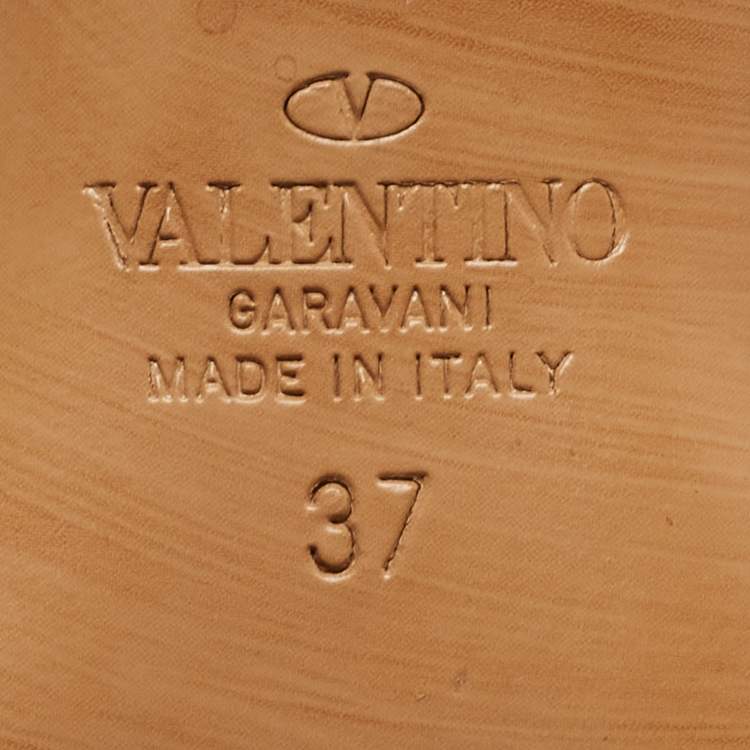 V
VALENTINO
GARAVANI
MADE IN ITALY
37